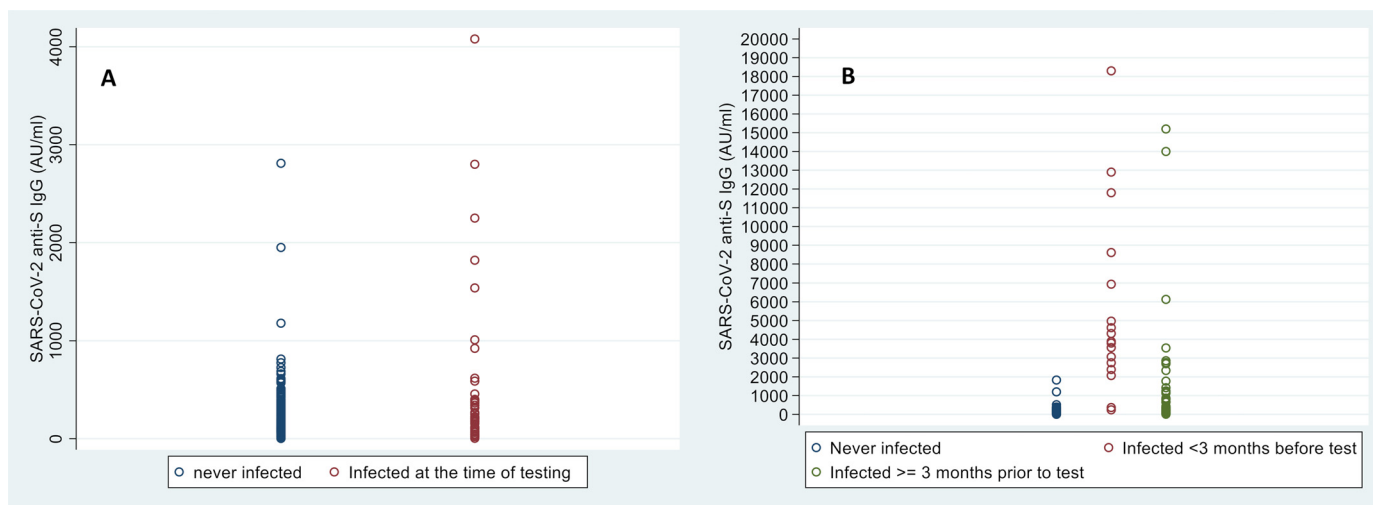 A
SARS-CoV-2 anti-S IgG (AU/ml)
4000
3000
2000
1000
0
never infected
Infected at the time of testing
B
SARS-CoV-2 anti-S IgG (AU/ml)
20000
19000
18000
17000
16000
15000
14000
13000
12000
11000
10000
9000
8000
7000
6000
5000
4000
3000
2000
1000
0
Never infected
Infected <3 months before test
Infected >= 3 months prior to test